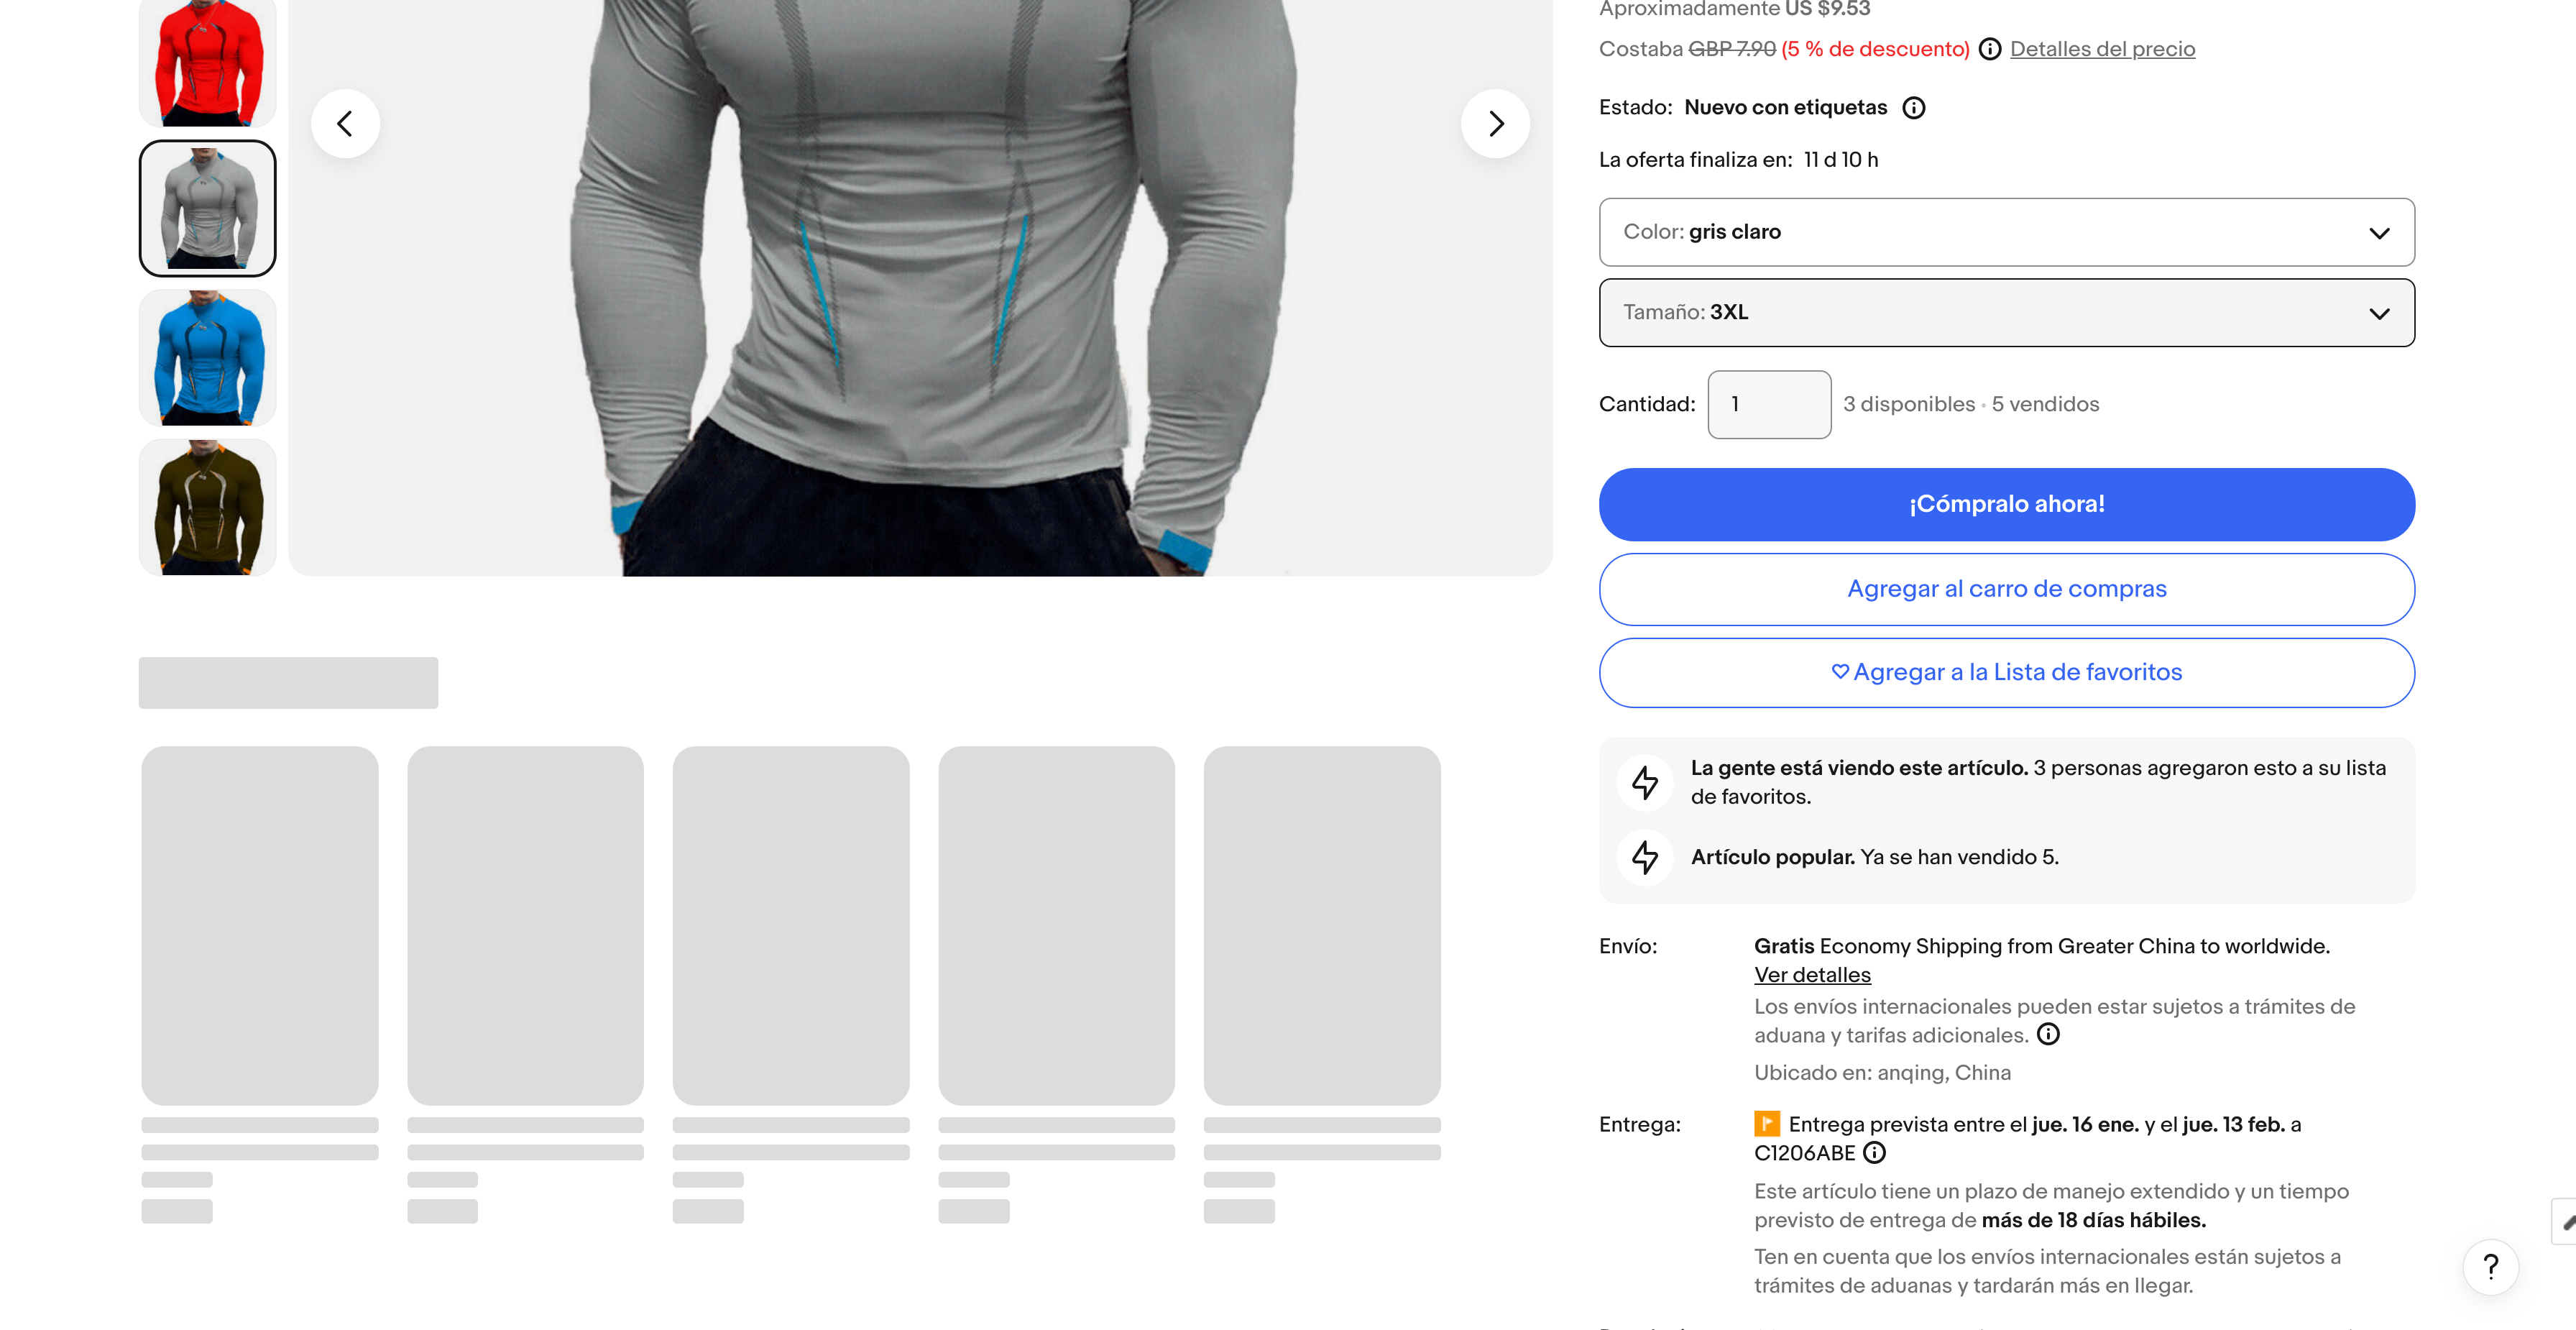 Aproximadamente US $9.53
Costaba GBP 7.90 (5 % de descuento) Detalles del precio
Estado: Nuevo con etiquetas
La oferta finaliza en: 11 d 10 h
Color: gris claro
Tamaño: 3XL
Cantidad: 1 3 disponibles • 5 vendidos
¡Cómpralo ahora!
Agregar al carro de compras
Agregar a la Lista de favoritos
La gente está viendo este artículo. 3 personas agregaron esto a su lista
de favoritos.
Artículo popular. Ya se han vendido 5.
Envío: Gratis Economy Shipping from Greater China to worldwide.
Ver detalles
Los envíos internacionales pueden estar sujetos a trámites de
aduana y tarifas adicionales.
Ubicado en: anqing, China
Entrega: Entrega prevista entre el jue. 16 ene. y el jue. 13 feb. a
C1206ABE
Este artículo tiene un plazo de manejo extendido y un tiempo
previsto de entrega de más de 18 días hábiles.
Ten en cuenta que los envíos internacionales están sujetos a
trámites de aduanas y tardarán más en llegar.
?